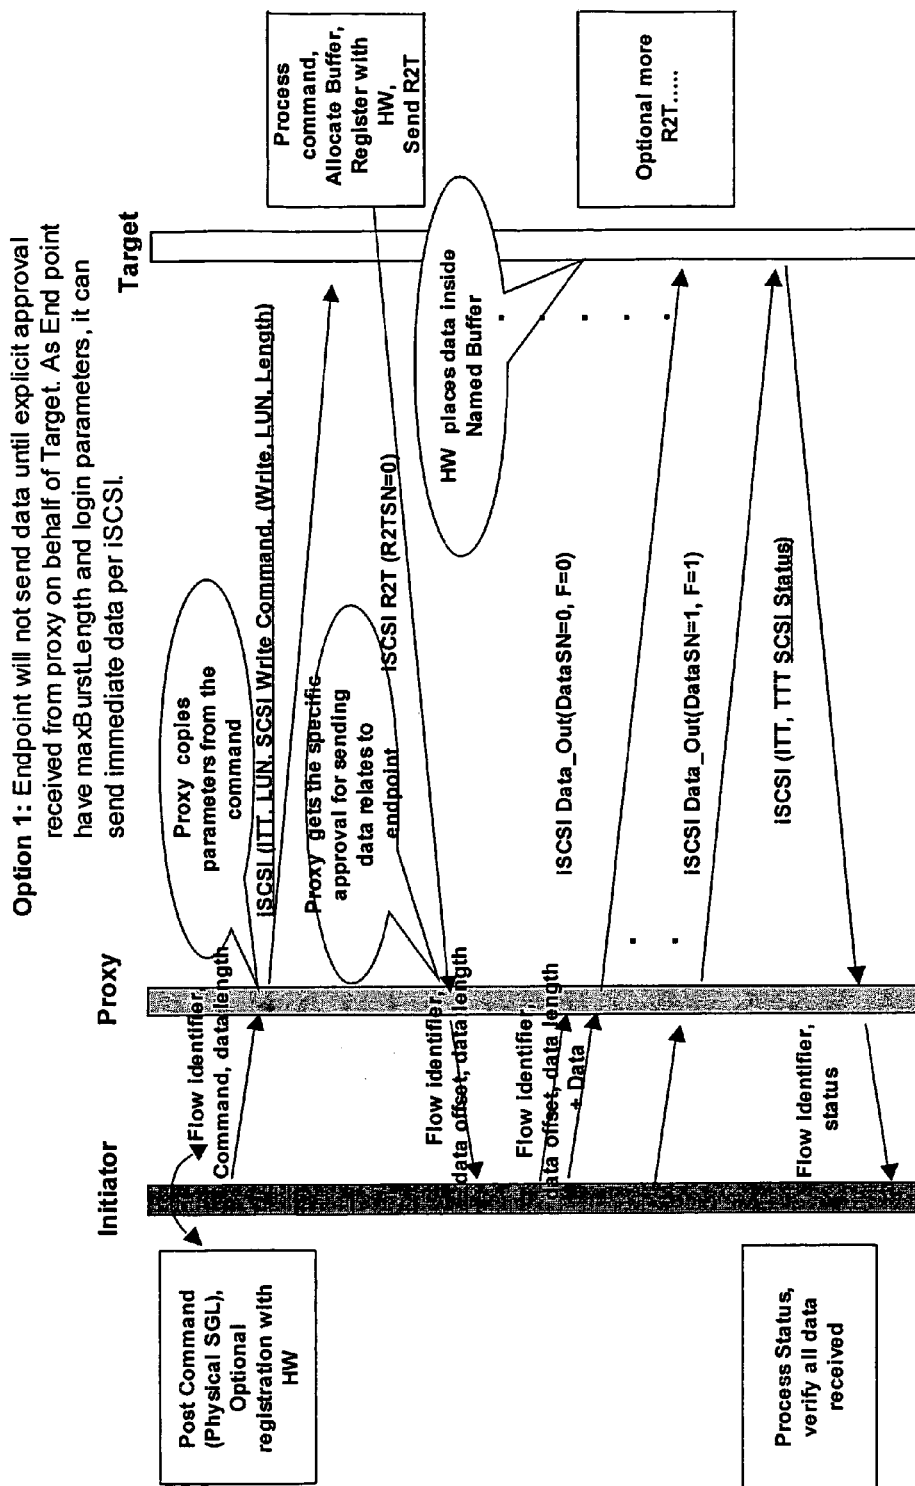 Option 1: Endpoint will not send data until explicit approval
received from proxy on behalf of Target. As End point
have maxBurstLength and login parameters, it can
send immediate data per iSCSI.
Initiator
Proxy
Target
Post Command
(Physical SGL),
Optional
registration with
HW
Flow identifier,
Command, data length
Proxy copies
parameters from the
command
iSCSI (ITT, LUN, SCSI Write Command, (Write, LUN, Length)
Process
command,
Allocate Buffer,
Register with
HW,
Send R2T
Proxy gets the specific
approval for sending
data relates to
endpoint
iSCSI R2T (R2TSN=0)
Flow identifier,
data offset, data length
HW places data inside
Named Buffer
Flow identifier,
data offset, data length
+ Data
iSCSI Data_Out(DataSN=0, F=0)
Optional more
R2T.....
iSCSI Data_Out(DataSN=1, F=1)
iSCSI (ITT, TTT SCSI Status)
Flow identifier,
status
Process Status,
verify all data
received